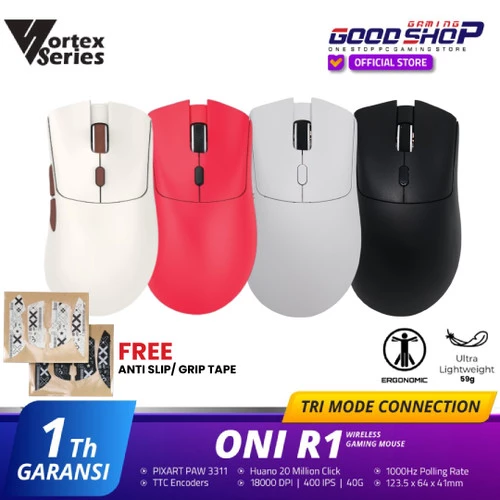 Vortex
Series
GAMING
GOODSHOP
ONE STOP PC GAMING STORE
OFFICIAL STORE
FREE
ANTI SLIP/ GRIP TAPE
ERGONOMIC
Ultra
Lightweight
59g
TRI MODE CONNECTION
1Th
GARANSI
ONI R1
WIRELESS
GAMING MOUSE
• PIXART PAW 3311
• Huano 20 Million Click
• 1000Hz Polling Rate
• TTC Encoders
• 18000 DPI | 400 IPS | 40G
• 123.5 x 64 x 41mm